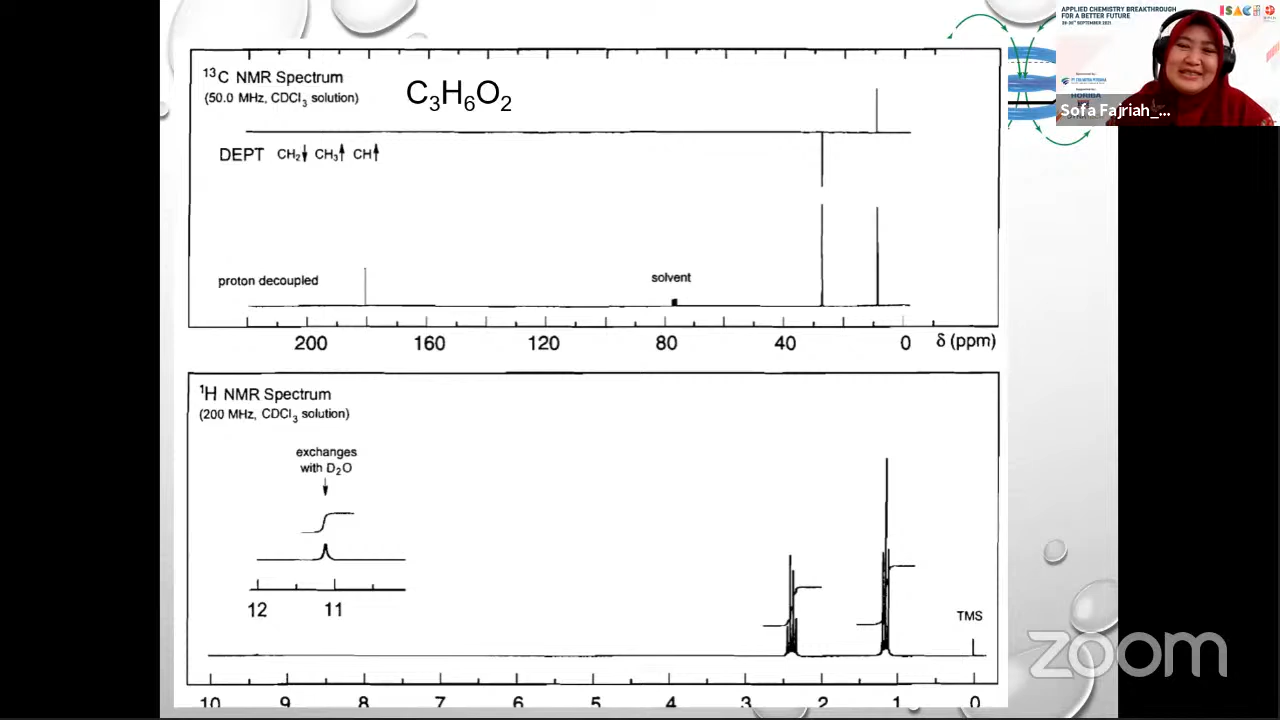 ¹³C NMR Spectrum
(50.0 MHz, CDCl₃ solution)
C₃H₆O₂
DEPT CH₂↓ CH₃↑ CH↑
proton decoupled
solvent
200 160 120 80 40 0 δ (ppm)
¹H NMR Spectrum
(200 MHz, CDCl₃ solution)
exchanges
with D₂O
12 11
TMS
10 9 8 7 6 5 4 3 2 1 0
APPLIED CHEMISTRY BREAKTHROUGH
FOR A BETTER FUTURE
ISAC
HORIBA
Sofa Fajriah_...
zoom